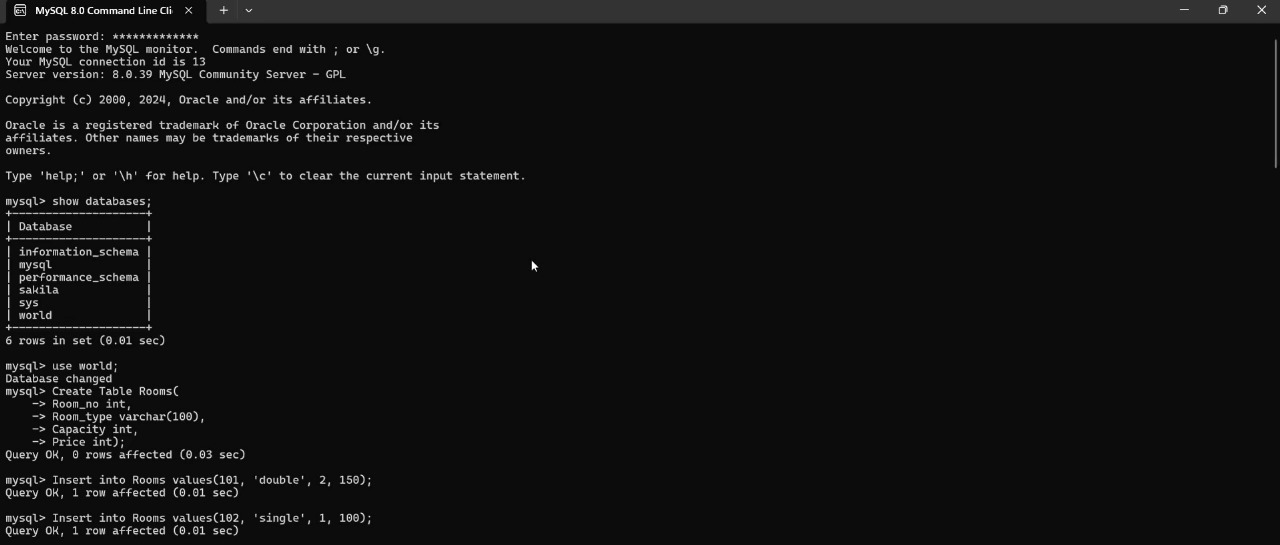 MySQL 8.0 Command Line Cli
Enter password: *************
Welcome to the MySQL monitor.  Commands end with ; or \g.
Your MySQL connection id is 13
Server version: 8.0.39 MySQL Community Server - GPL
Copyright (c) 2000, 2024, Oracle and/or its affiliates.
Oracle is a registered trademark of Oracle Corporation and/or its
affiliates. Other names may be trademarks of their respective
owners.
Type 'help;' or '\h' for help. Type '\c' to clear the current input statement.
mysql> show databases;
+--------------------+
| Database           |
+--------------------+
| information_schema |
| mysql              |
| performance_schema |
| sakila             |
| sys                |
| world              |
+--------------------+
6 rows in set (0.01 sec)
mysql> use world;
Database changed
mysql> Create Table Rooms(
    -> Room_no int,
    -> Room_type varchar(100),
    -> Capacity int,
    -> Price int);
Query OK, 0 rows affected (0.03 sec)
mysql> Insert into Rooms values(101, 'double', 2, 150);
Query OK, 1 row affected (0.01 sec)
mysql> Insert into Rooms values(102, 'single', 1, 100);
Query OK, 1 row affected (0.01 sec)